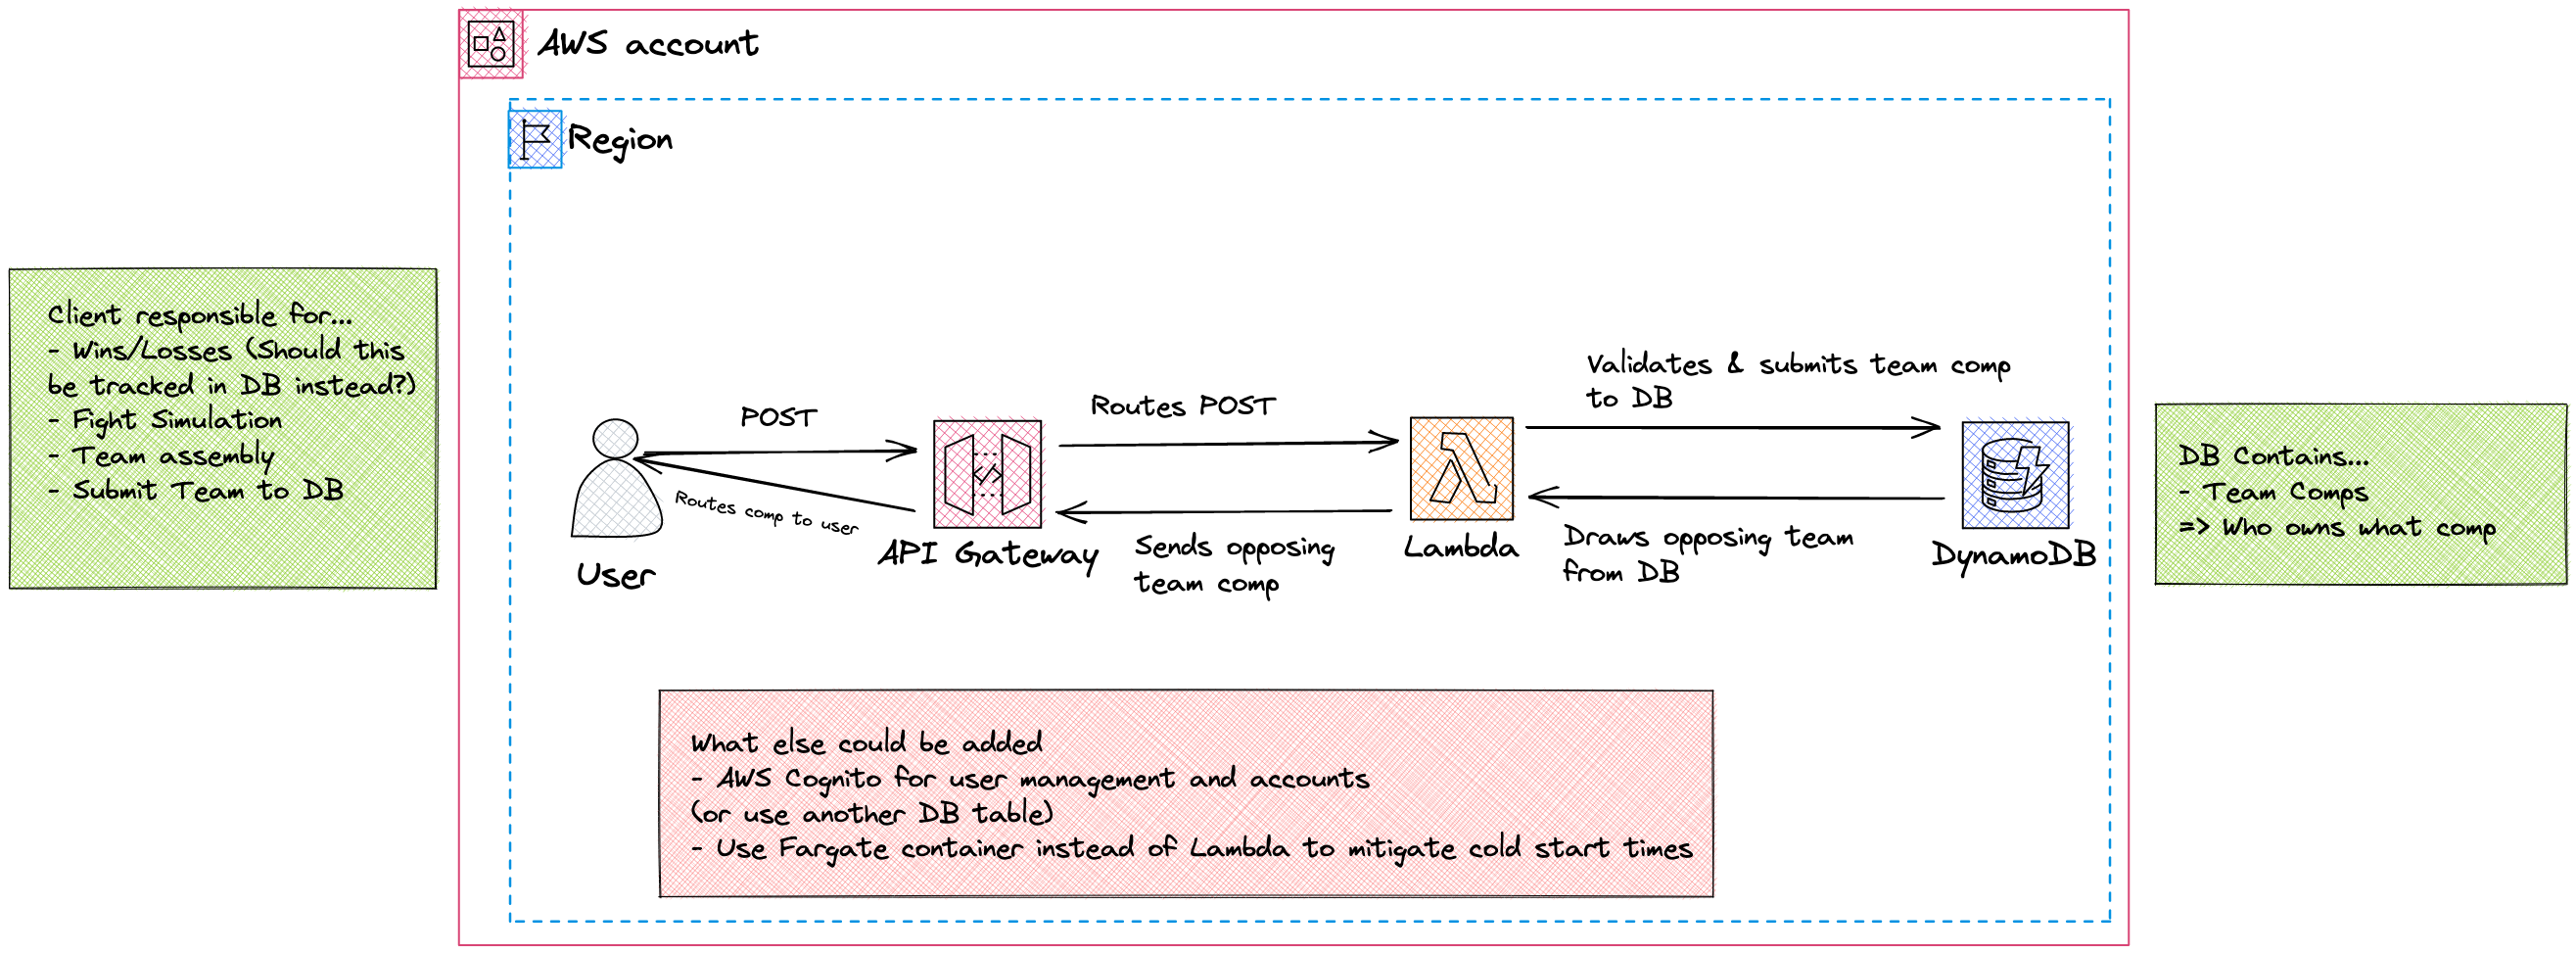 AWS account
Region
Client responsible for...
- Wins/Losses (Should this
be tracked in DB instead?)
- Fight Simulation
- Team assembly
- Submit Team to DB
POST
Routes comp to user
User
API Gateway
Routes POST
Sends opposing
team comp
Lambda
Validates & submits team comp
to DB
Draws opposing team
from DB
DynamoDB
DB Contains...
- Team Comps
=> Who owns what comp
What else could be added
- AWS Cognito for user management and accounts
(or use another DB table)
- Use Fargate container instead of Lambda to mitigate cold start times